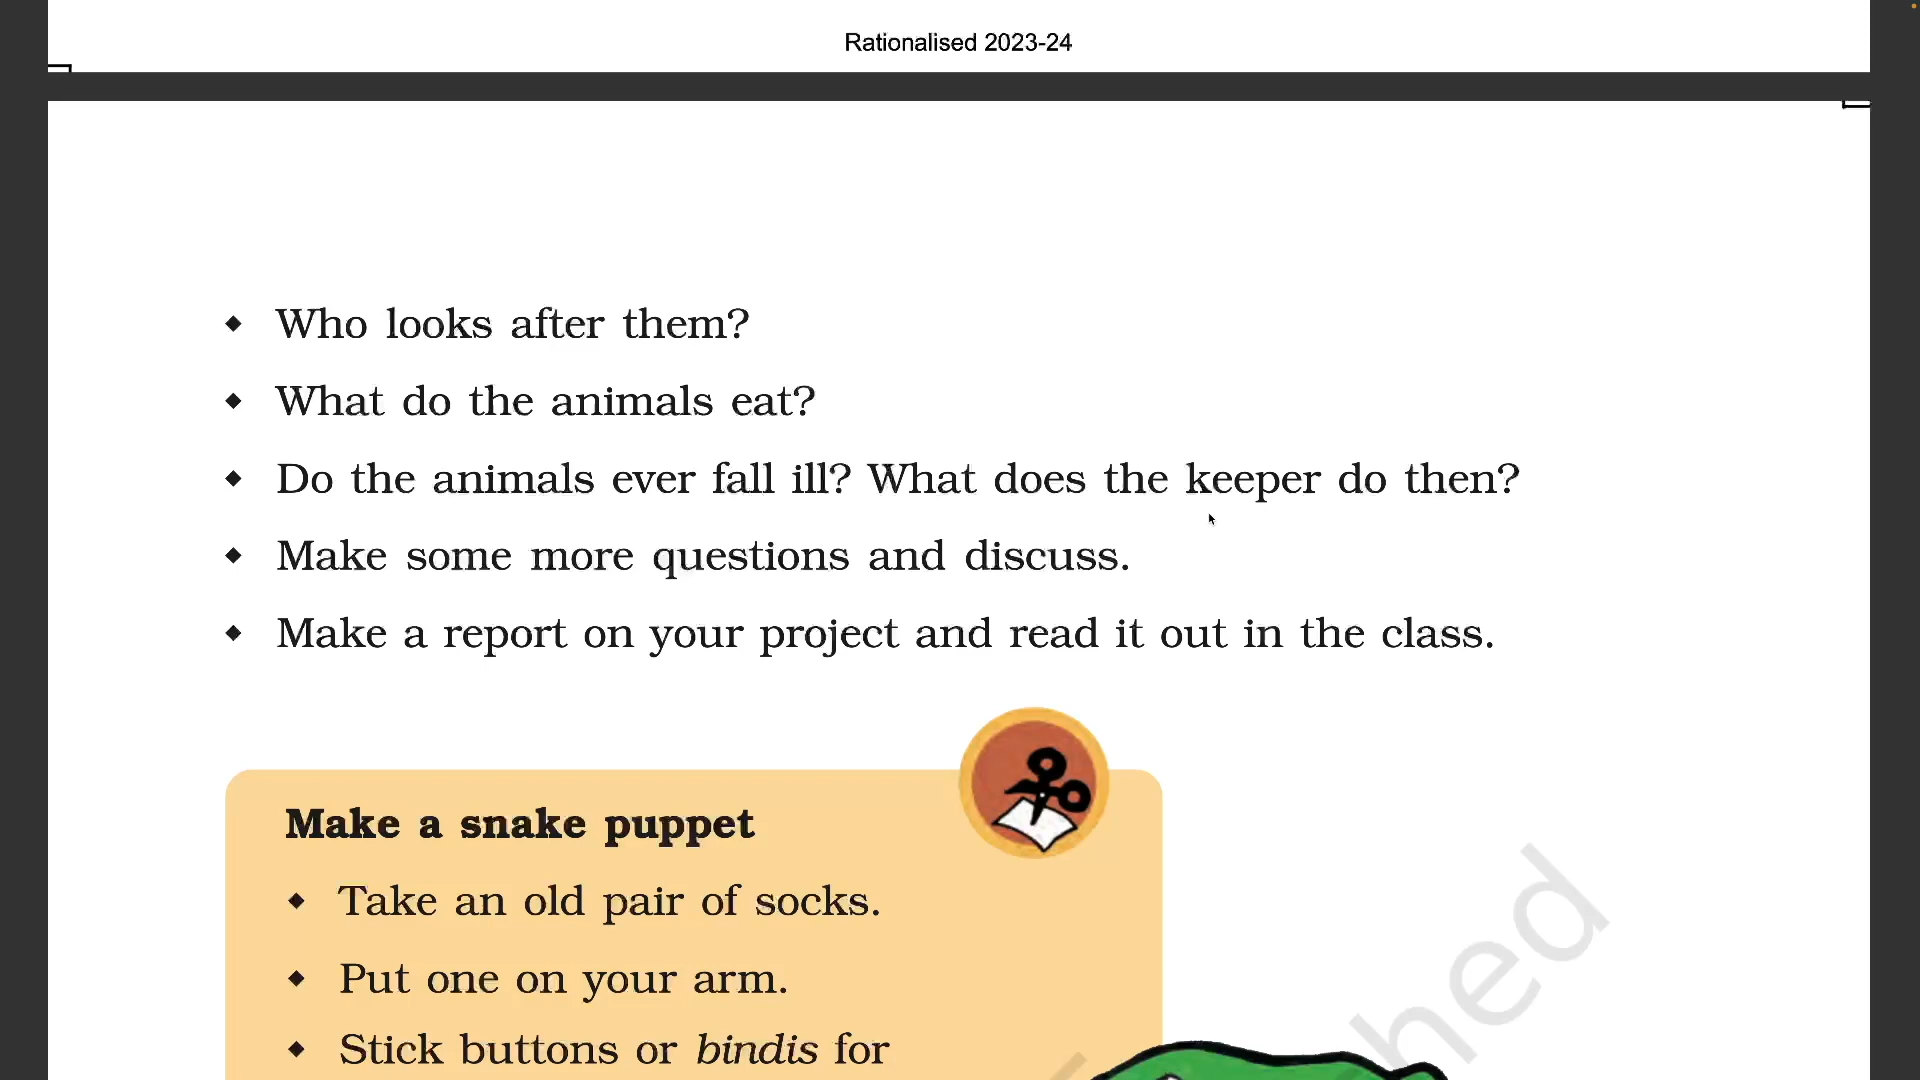 Rationalised 2023-24
◆ Who looks after them?
◆ What do the animals eat?
◆ Do the animals ever fall ill? What does the keeper do then?
◆ Make some more questions and discuss.
◆ Make a report on your project and read it out in the class.
Make a snake puppet
◆ Take an old pair of socks.
◆ Put one on your arm.
◆ Stick buttons or bindis for